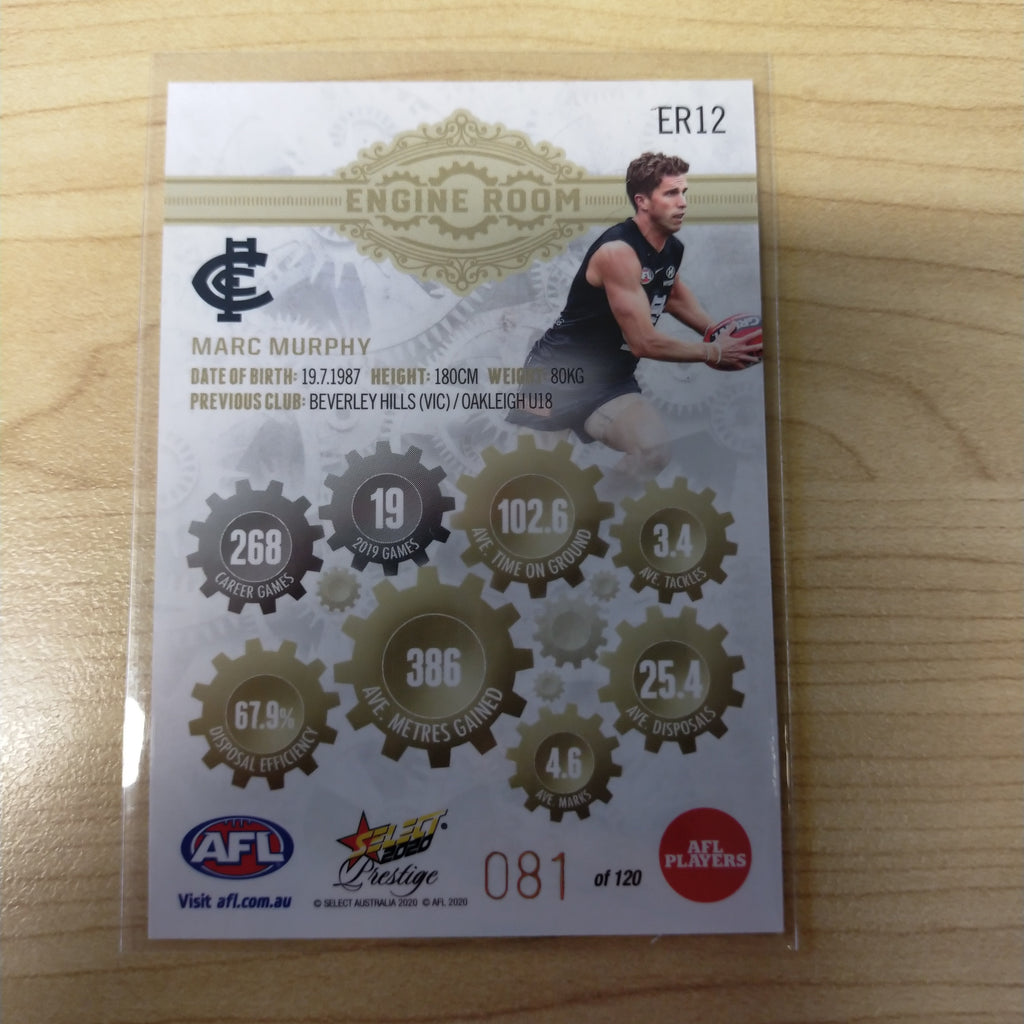 ER12
ENGINE ROOM
MARC MURPHY
DATE OF BIRTH: 19.7.1987 HEIGHT: 180CM WEIGHT: 80KG
PREVIOUS CLUB: BEVERLEY HILLS (VIC) / OAKLEIGH U18
268
CAREER GAMES
19
2019 GAMES
102.6
AVE. TIME ON GROUND
3.4
AVE. TACKLES
67.9%
DISPOSAL EFFICIENCY
386
AVE. METRES GAINED
25.4
AVE. DISPOSALS
4.6
AVE. MARKS
AFL
Visit afl.com.au
SELECT
2020
Prestige
© SELECT AUSTRALIA 2020 © AFL 2020
081 of 120
AFL
PLAYERS